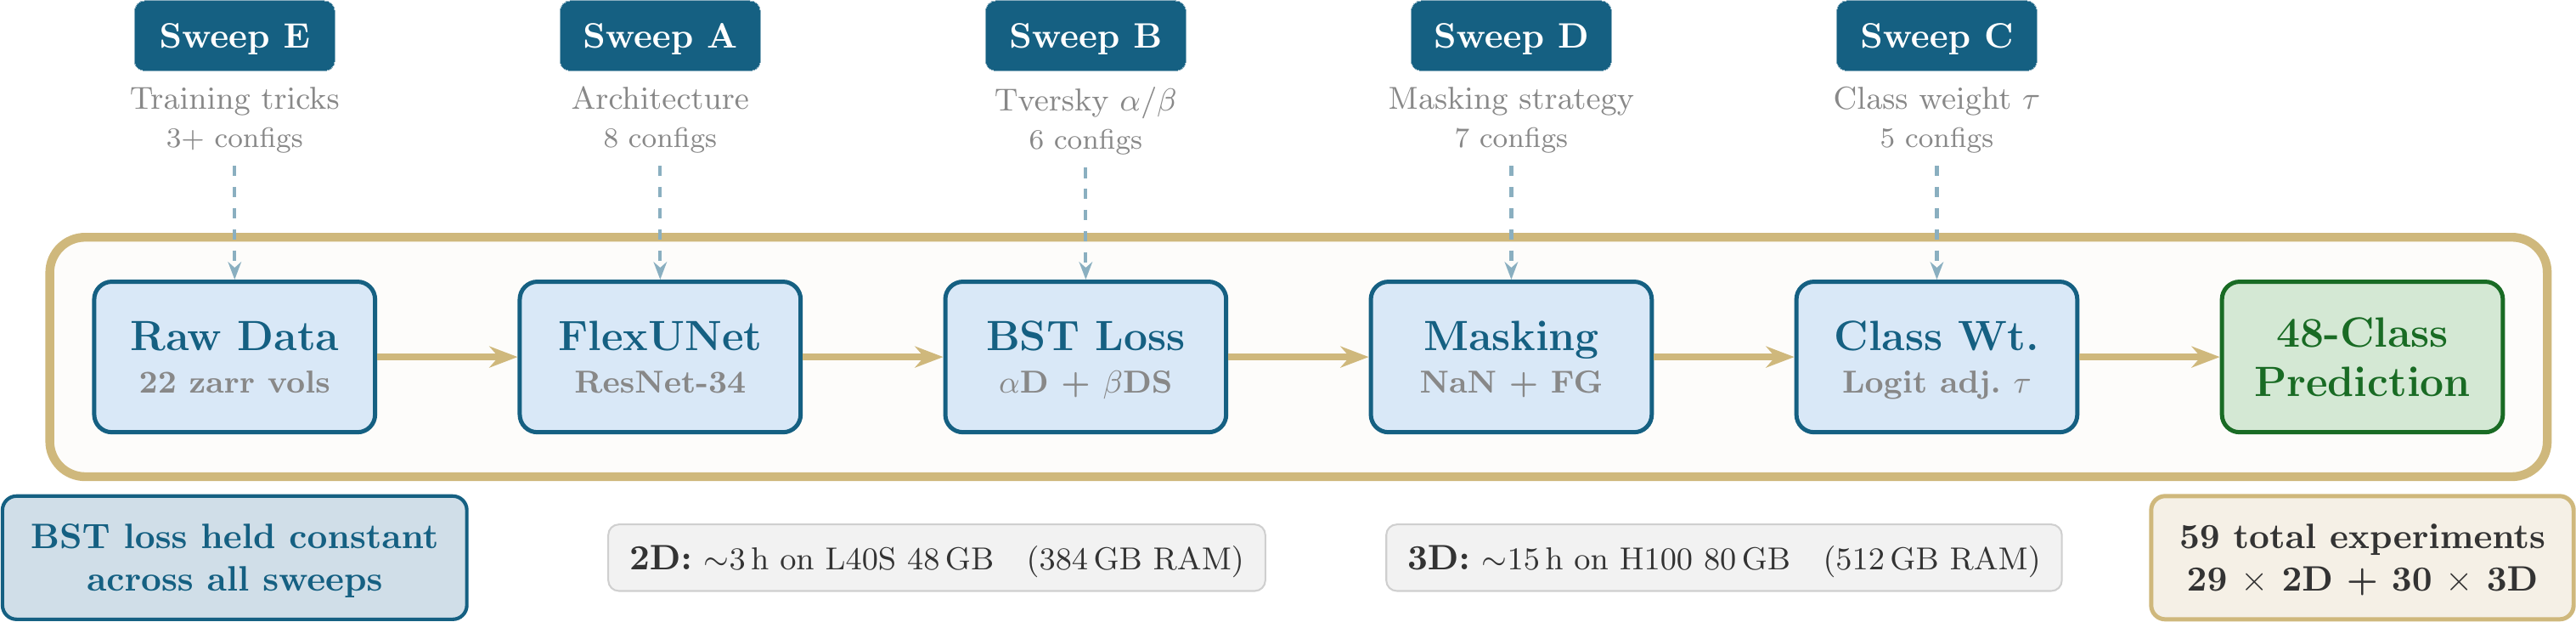 Sweep E
Training tricks
3+ configs
Sweep A
Architecture
8 configs
Sweep B
Tversky α/β
6 configs
Sweep D
Masking strategy
7 configs
Sweep C
Class weight τ
5 configs
Raw Data
22 zarr vols
FlexUNet
ResNet-34
BST Loss
αD + βDS
Masking
NaN + FG
Class Wt.
Logit adj. τ
48-Class
Prediction
BST loss held constant
across all sweeps
2D: ~3 h on L40S 48 GB (384 GB RAM)
3D: ~15 h on H100 80 GB (512 GB RAM)
59 total experiments
29 × 2D + 30 × 3D